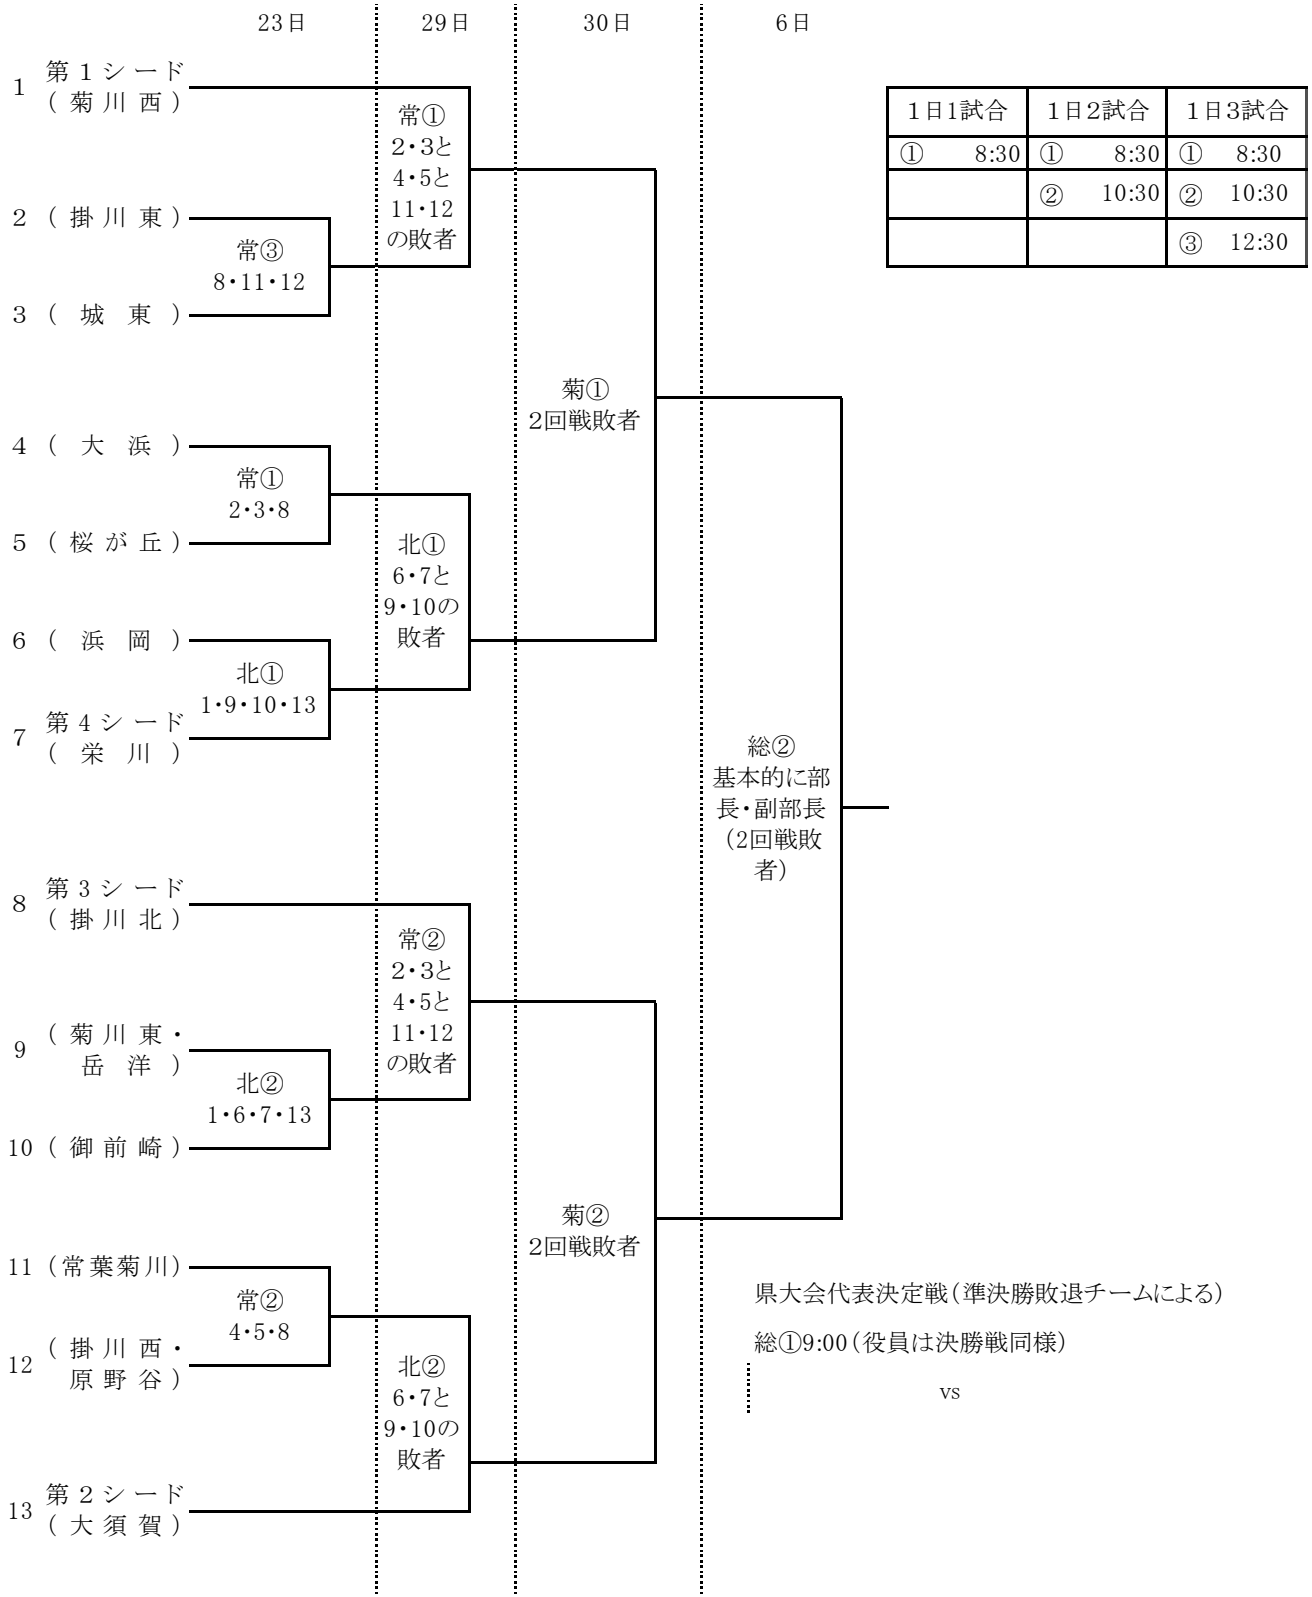 23日 29日 30日 6日
1 第1シード
(菊川西)
常①
2・3と
4・5と
11・12
の敗者
1日1試合 1日2試合 1日3試合
① 8:30 ① 8:30 ① 8:30
② 10:30 ② 10:30
③ 12:30
2 (掛川東)
常③
8・11・12
3 (城東)
菊①
2回戦敗者
4 (大浜)
常①
2・3・8
5 (桜が丘)
北①
6・7と
9・10の
敗者
6 (浜岡)
北①
1・9・10・13
7 第4シード
(栄川)
総②
基本的に部
長・副部長
(2回戦敗
者)
8 第3シード
(掛川北)
常②
2・3と
4・5と
11・12
の敗者
9 (菊川東・
岳洋)
北②
1・6・7・13
10 (御前崎)
菊②
2回戦敗者
11 (常葉菊川)
常②
4・5・8
12 (掛川西・
原野谷)
北②
6・7と
9・10の
敗者
13 第2シード
(大須賀)
県大会代表決定戦(準決勝敗退チームによる)
総①9:00(役員は決勝戦同様)
vs